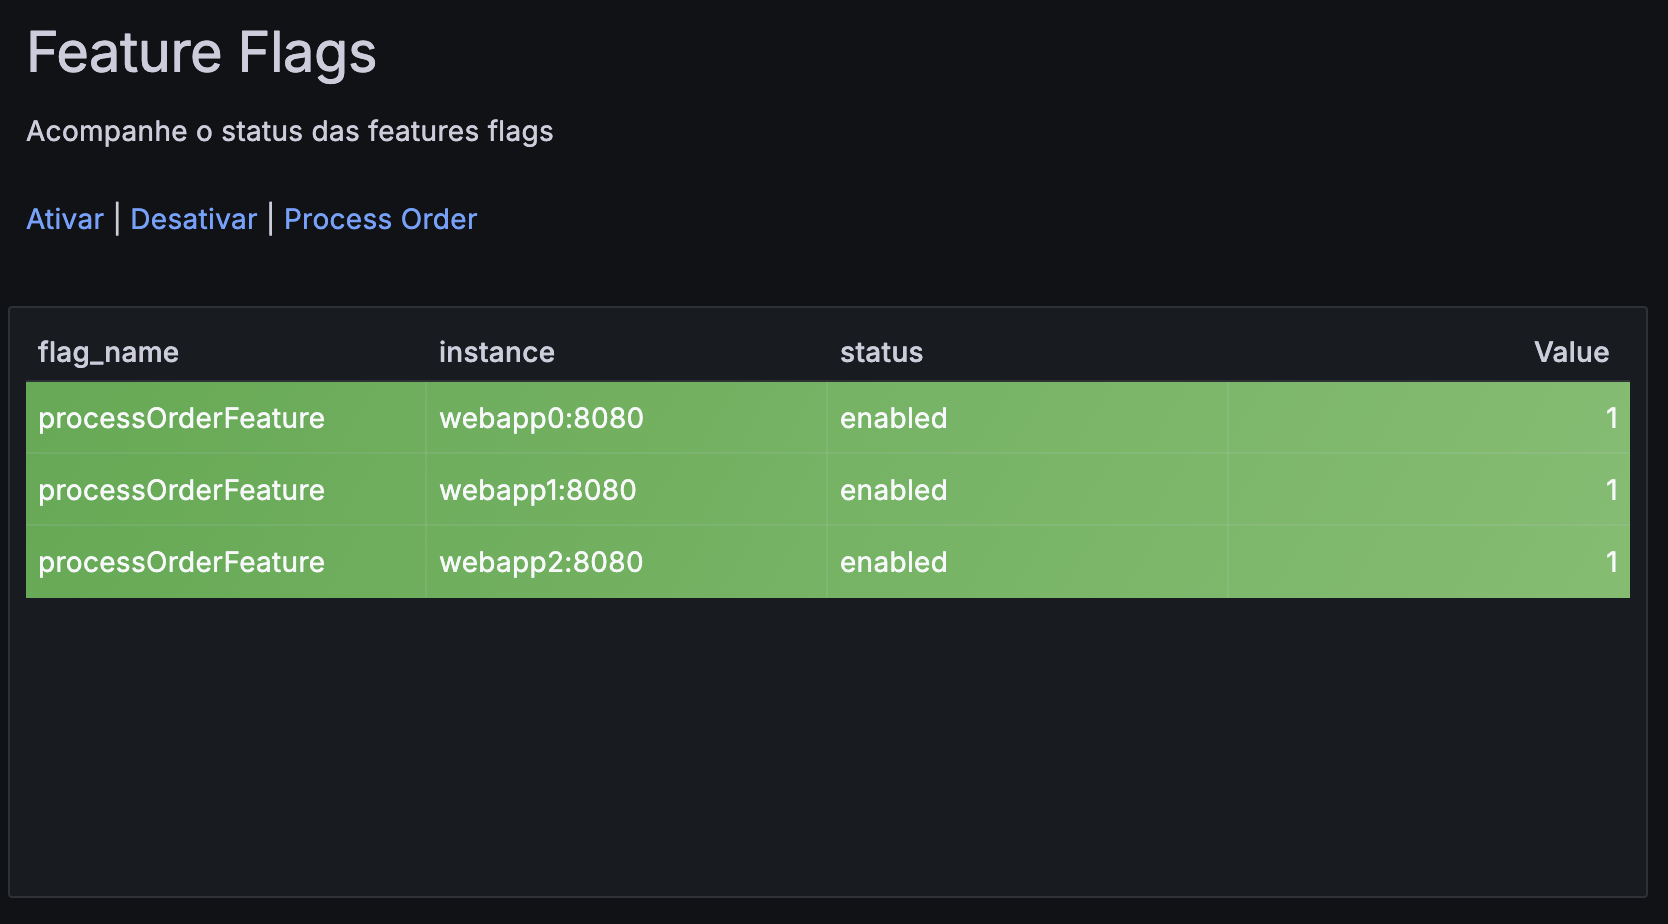 Feature Flags
Acompanhe o status das features flags
Ativar | Desativar | Process Order
flag_name instance status Value
processOrderFeature webapp0:8080 enabled 1
processOrderFeature webapp1:8080 enabled 1
processOrderFeature webapp2:8080 enabled 1